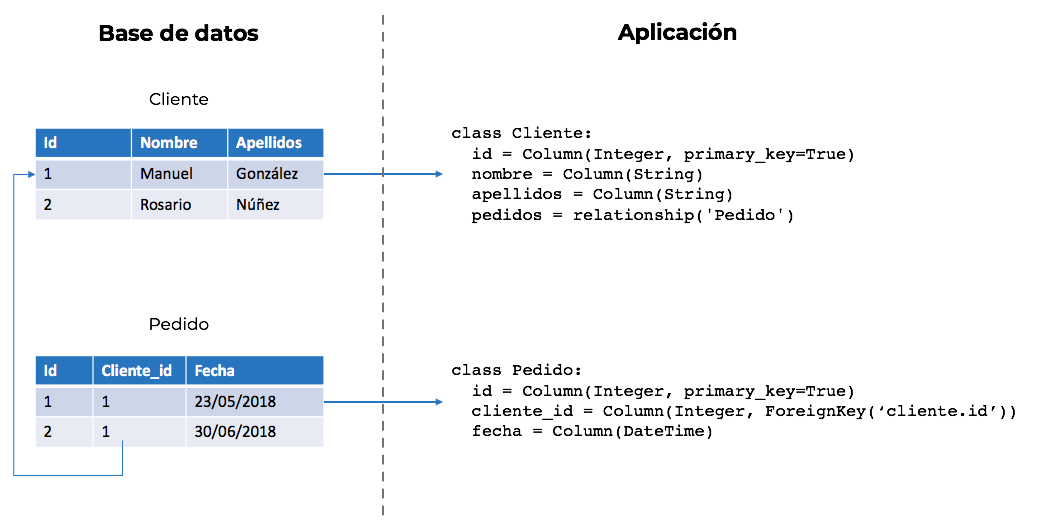 Base de datos
Aplicación
Cliente
Id Nombre Apellidos
1 Manuel González
2 Rosario Núñez
class Cliente:
id = Column(Integer, primary_key=True)
nombre = Column(String)
apellidos = Column(String)
pedidos = relationship('Pedido')
Pedido
Id Cliente_id Fecha
1 1 23/05/2018
2 1 30/06/2018
class Pedido:
id = Column(Integer, primary_key=True)
cliente_id = Column(Integer, ForeignKey(‘cliente.id’))
fecha = Column(DateTime)